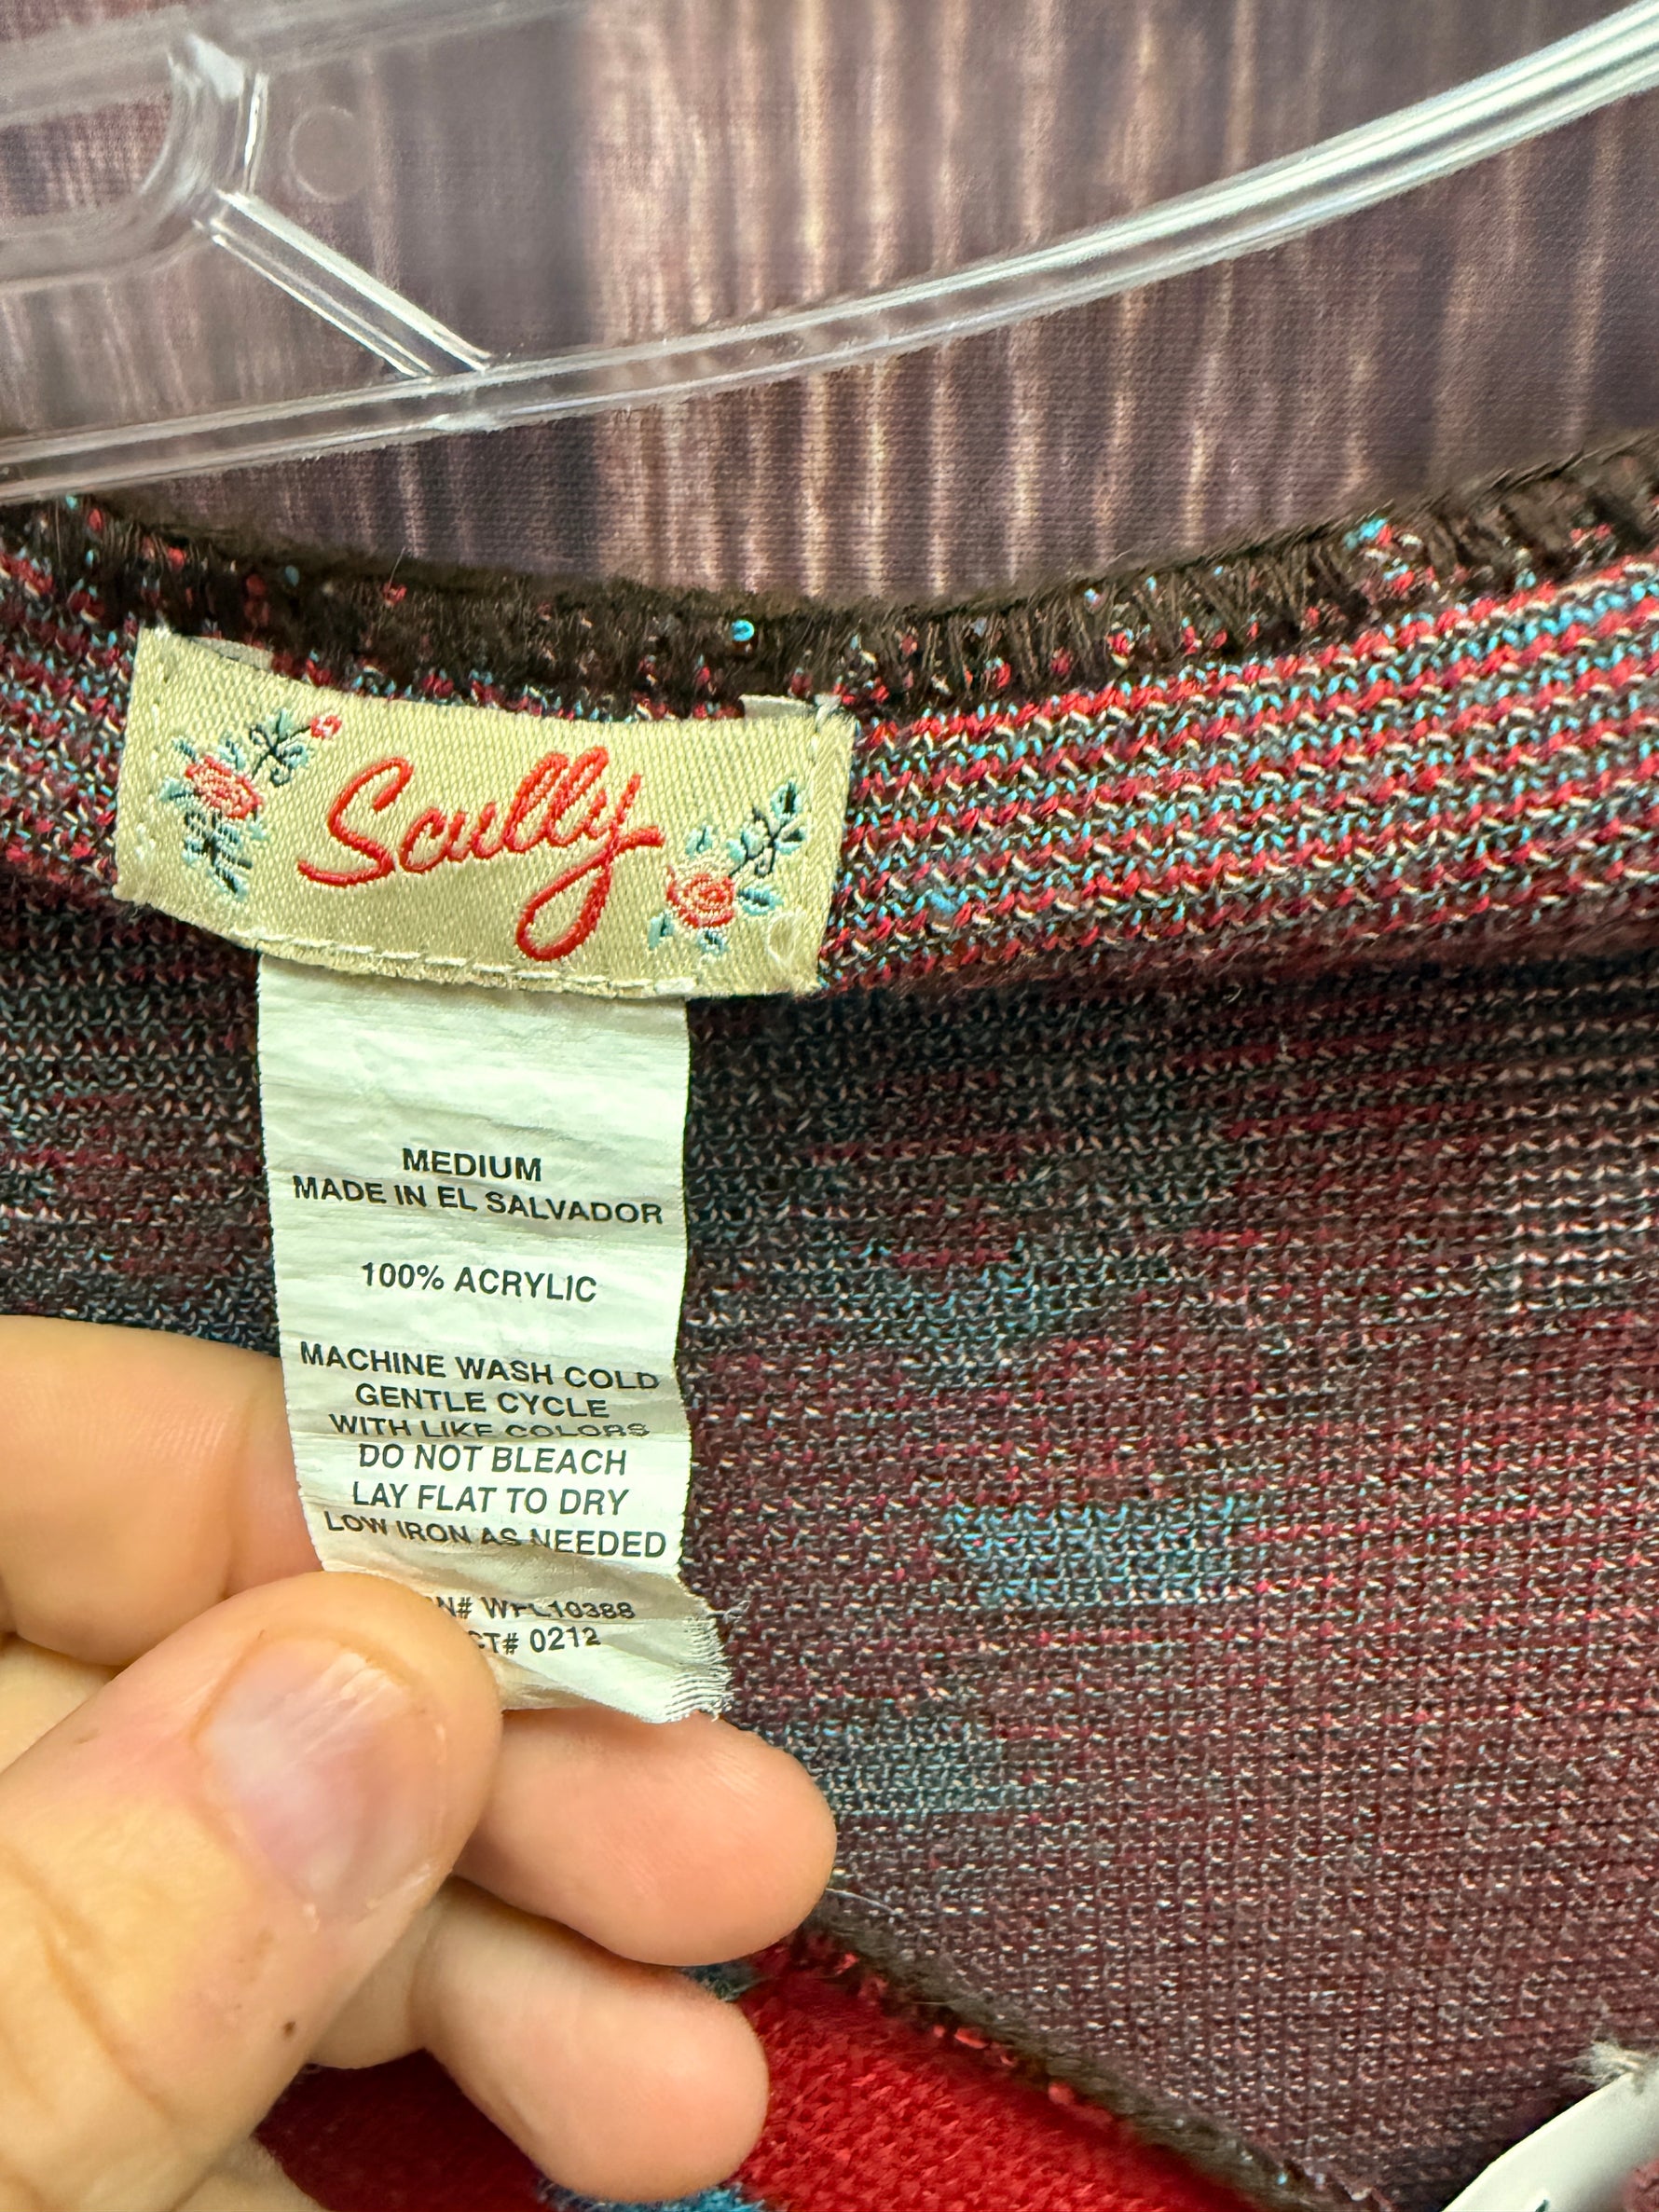 Scully
MEDIUM
MADE IN EL SALVADOR
100% ACRYLIC
MACHINE WASH COLD
GENTLE CYCLE
WITH LIKE COLORS
DO NOT BLEACH
LAY FLAT TO DRY
LOW IRON AS NEEDED
N# WPL10388
CT# 0212